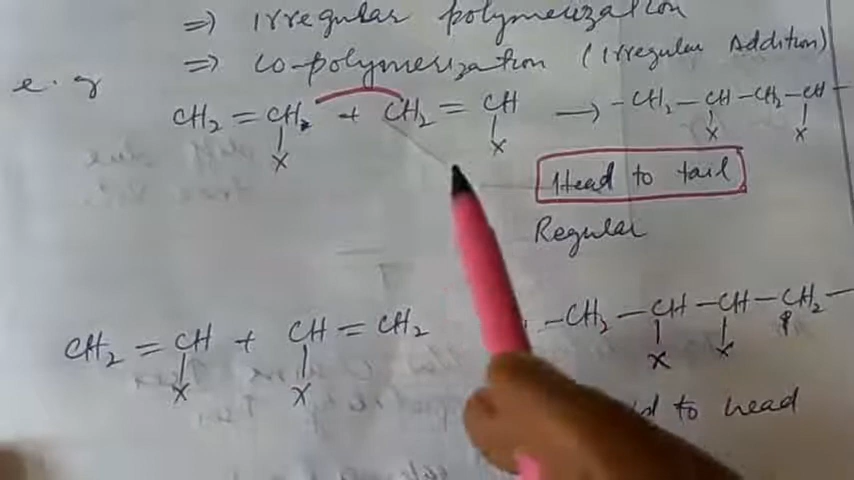 => Irregular polymerization
=> Co-polymerization (Irregular Addition)
e.g
CH2 = CH2 + CH2 = CH → - CH2 - CH - CH2 - CH -
X X X X
Head to tail
Regular
CH2 = CH + CH = CH2 - CH2 - CH - CH - CH2 -
X X X X
to head